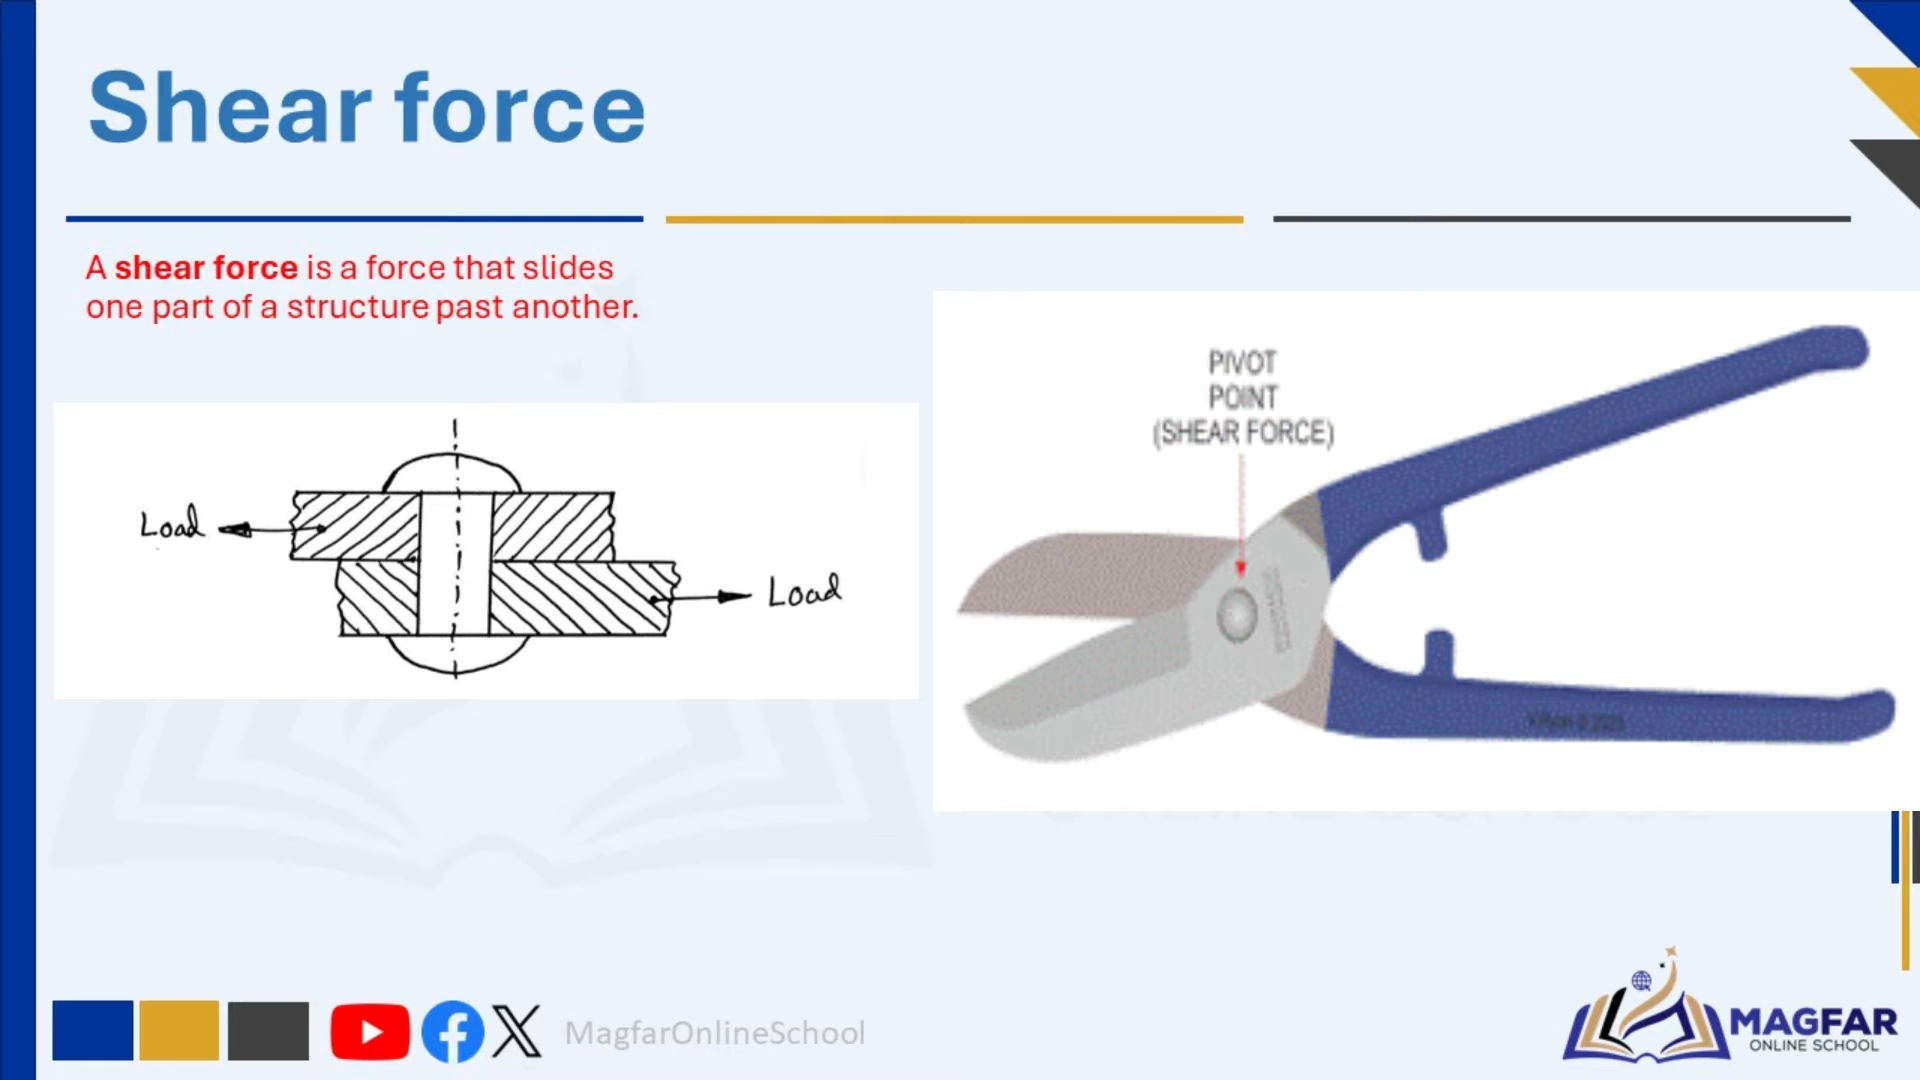 Shear force
A shear force is a force that slides
one part of a structure past another.
Load
Load
PIVOT
POINT
(SHEAR FORCE)
MagfarOnlineSchool
MAGFAR
ONLINE SCHOOL